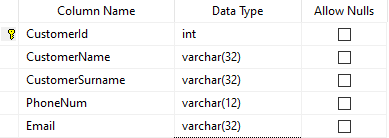 Column Name Data Type Allow Nulls
CustomerId int
CustomerName varchar(32)
CustomerSurname varchar(32)
PhoneNum varchar(12)
Email varchar(32)